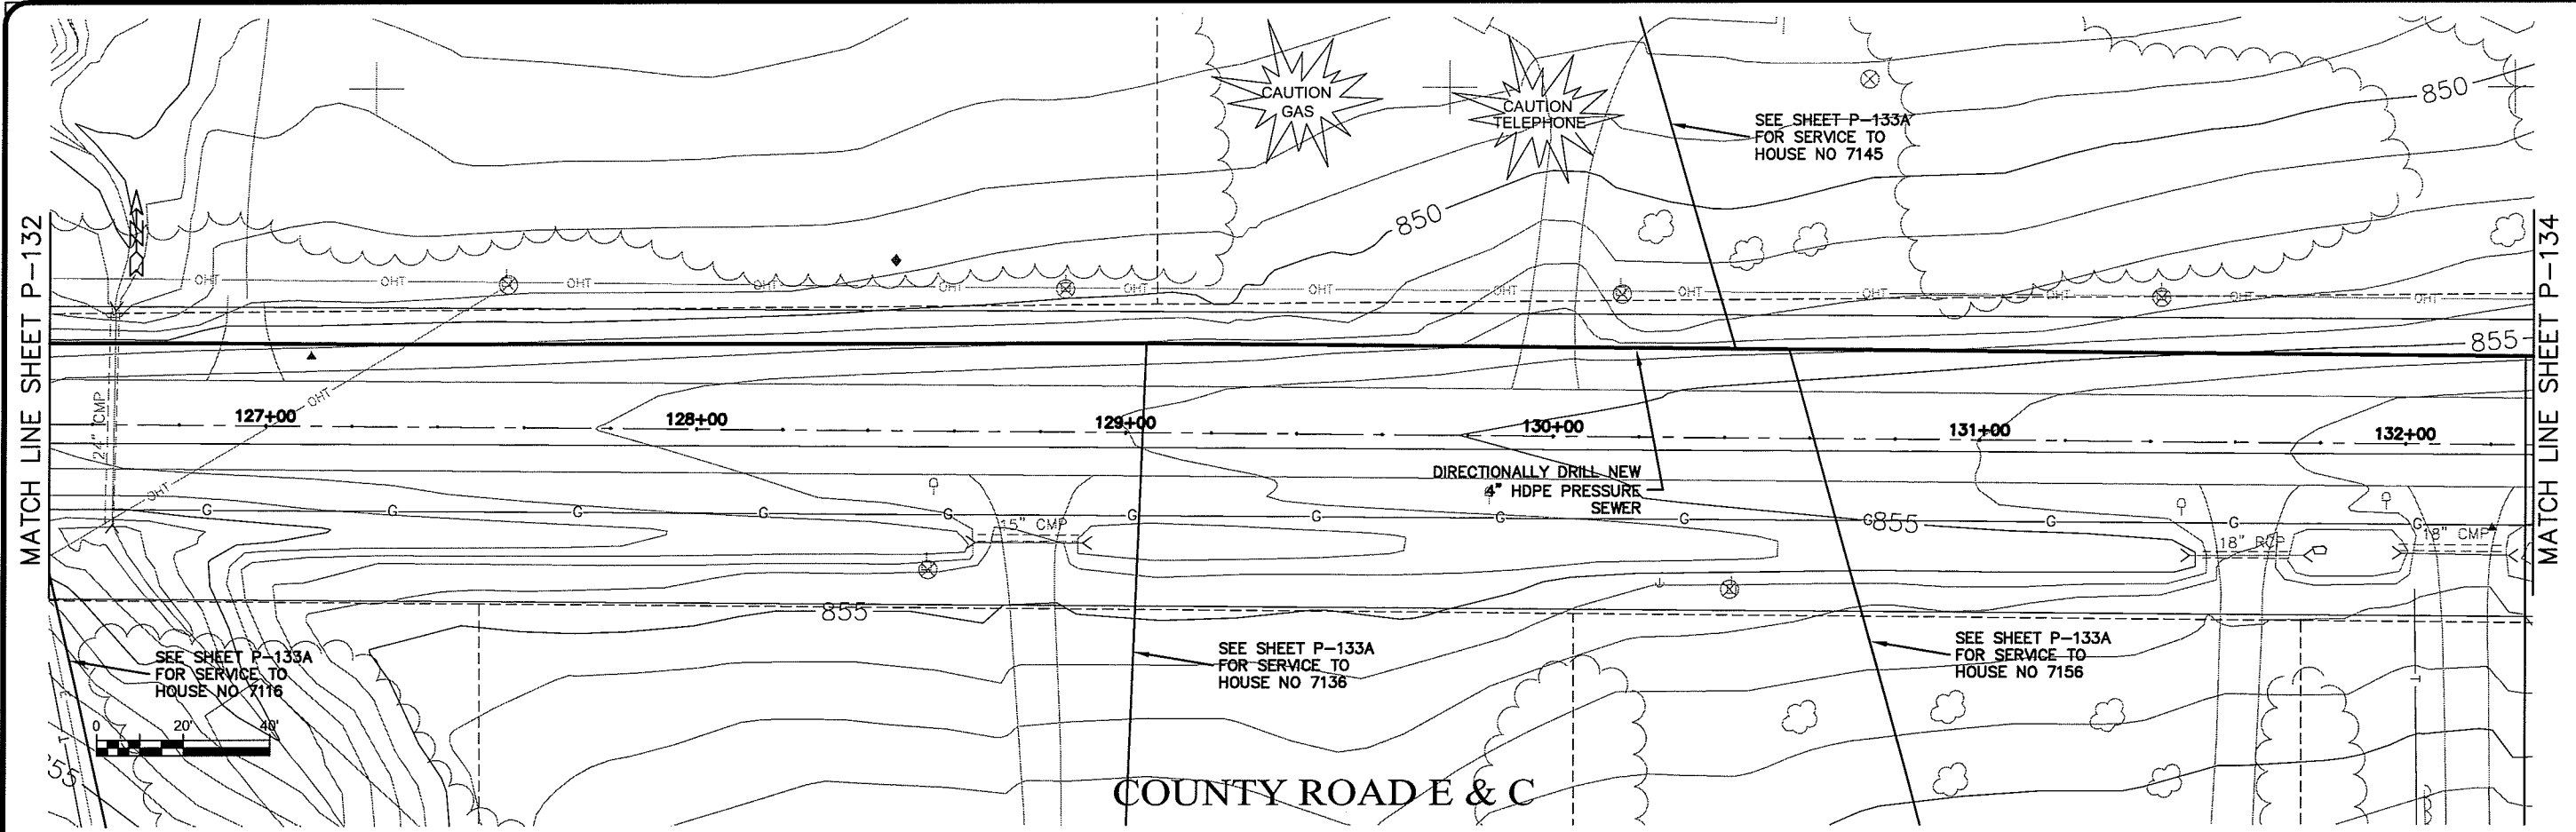 CAUTION
GAS
CAUTION
TELEPHONE
SEE SHEET P-133A
FOR SERVICE TO
HOUSE NO 7145
850
850
MATCH LINE SHEET P-132
MATCH LINE SHEET P-134
OHT OHT OHT OHT OHT OHT OHT OHT OHT OHT OHT OHT OHT
855
OHT
OHT
24" CMP
127+00 128+00 129+00 130+00 131+00 132+00
DIRECTIONALLY DRILL NEW
4" HDPE PRESSURE
SEWER
G G G G G G G G G G G G G
855
15" CMP
18" RCP
18" CMP
855
SEE SHEET P-133A
FOR SERVICE TO
HOUSE NO 7116
SEE SHEET P-133A
FOR SERVICE TO
HOUSE NO 7136
SEE SHEET P-133A
FOR SERVICE TO
HOUSE NO 7156
0 20' 40'
T
T
T
COUNTY ROAD E & C